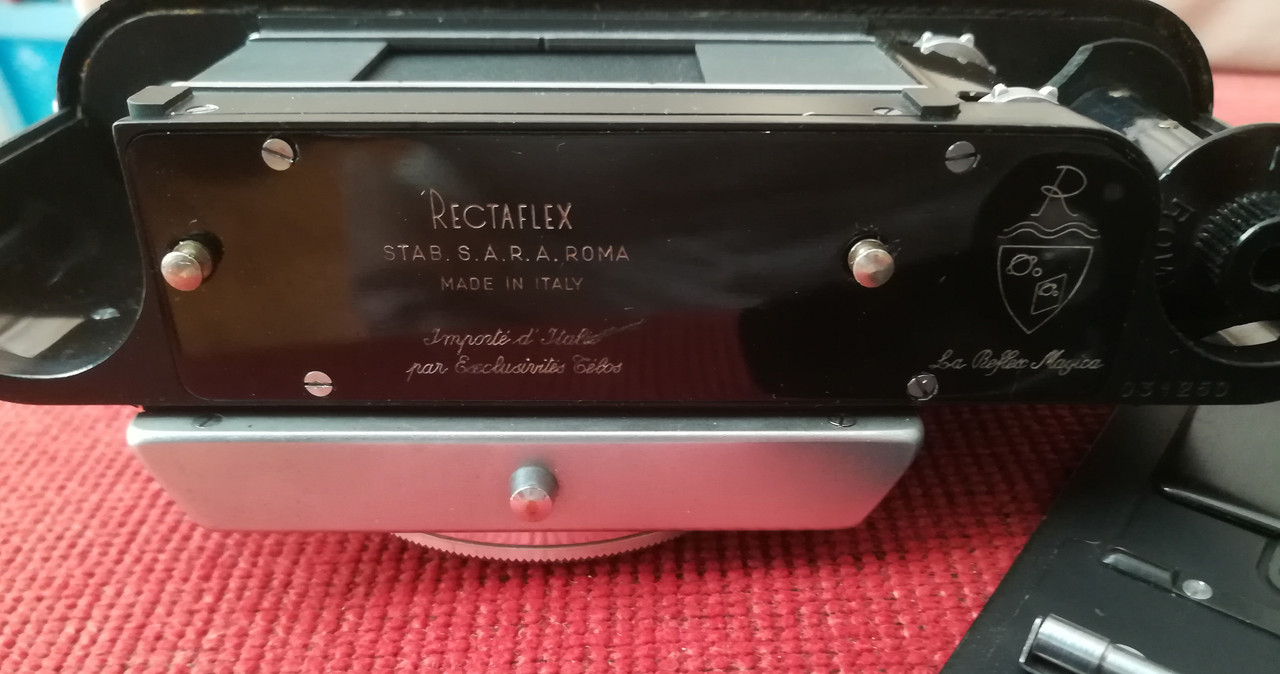 RECTAFLEX
STAB. S.A.R.A. ROMA
MADE IN ITALY
Importé d'Italie
par Exclusivités Télos
R
La Reflex Magica
031250